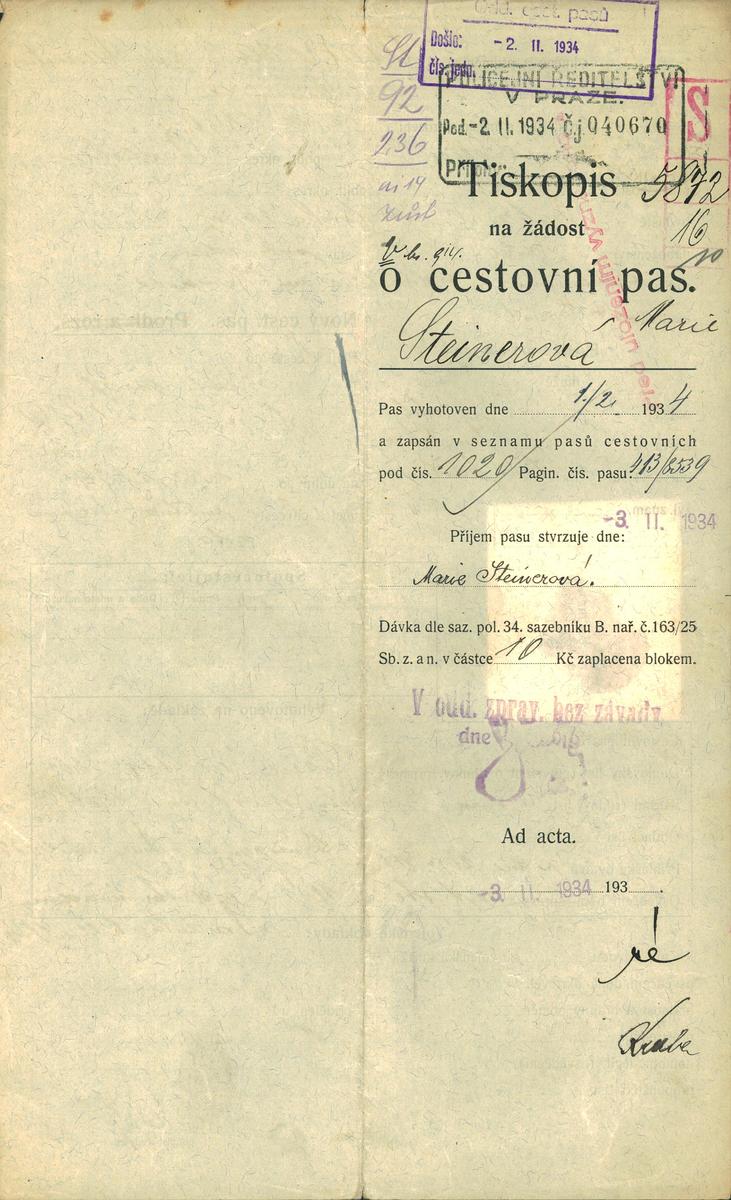 Odd. cest. pasů
Došlo: -2. II. 1934
čís. jedn.
St
92
236
POLICEJNÍ ŘEDITELSTVÍ
V PRAZE.
Pod. -2. II. 1934 Č.j. 040670
Příloh:
S
Tiskopis 5872
na žádost 16
o cestovní pas.
Steinerová Marie
Pas vyhotoven dne 1./2. 1934
a zapsán v seznamu pasů cestovních
pod čís. 1020 Pagin. čís. pasu: 413/8539
-3. II. 1934
Příjem pasu stvrzuje dne:
Marie Steinerová.
Dávka dle saz. pol. 34. sazebníku B. nař. č. 163/25
Sb. z. a n. v částce 10 Kč zaplacena blokem.
V odd. zprav. bez závady
dne
Ad acta.
-3. II. 1934 193